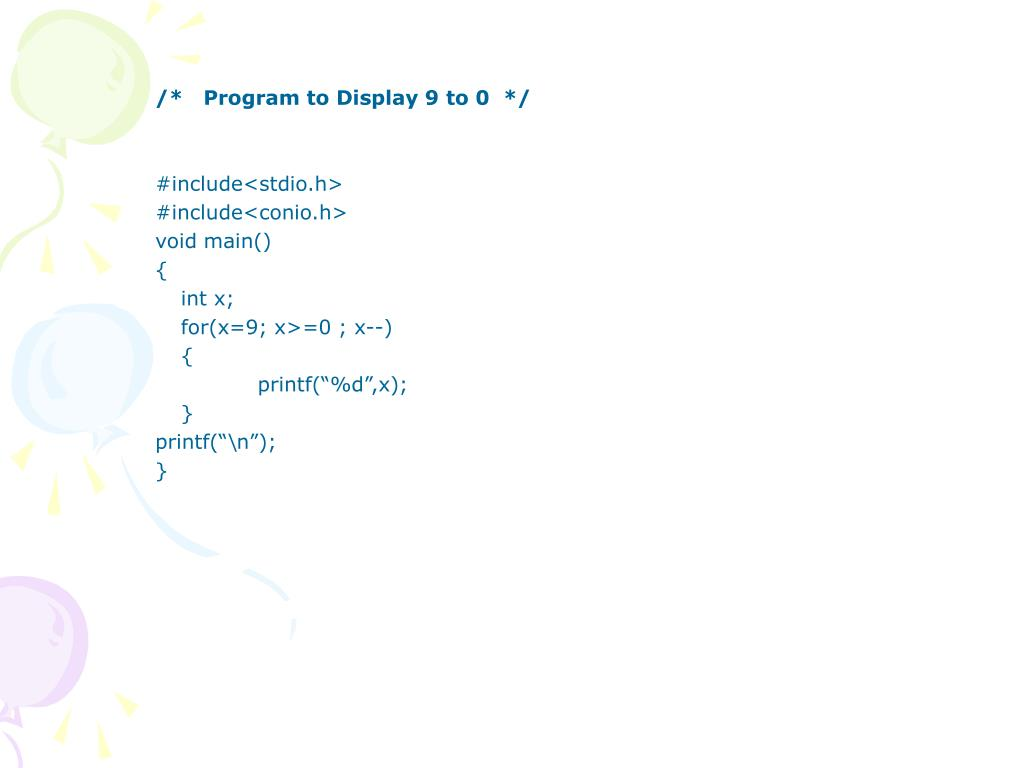 /*   Program to Display 9 to 0  */
#include<stdio.h>
#include<conio.h>
void main()
{
int x;
for(x=9; x>=0 ; x--)
{
printf(“%d”,x);
}
printf(“\n”);
}